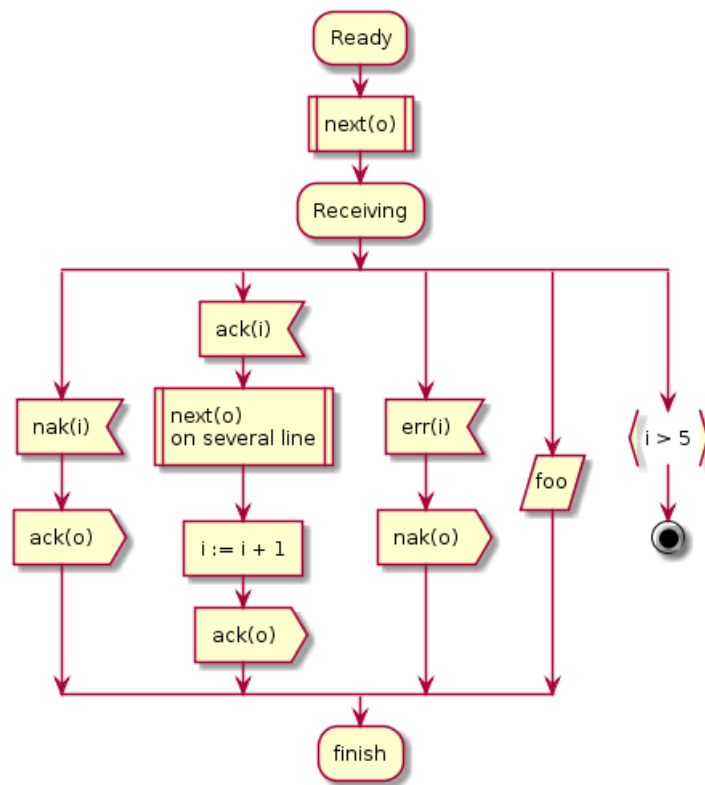 Ready
next(o)
Receiving
nak(i)
ack(o)
ack(i)
next(o)
on several line
i := i + 1
ack(o)
err(i)
nak(o)
foo
i > 5
finish